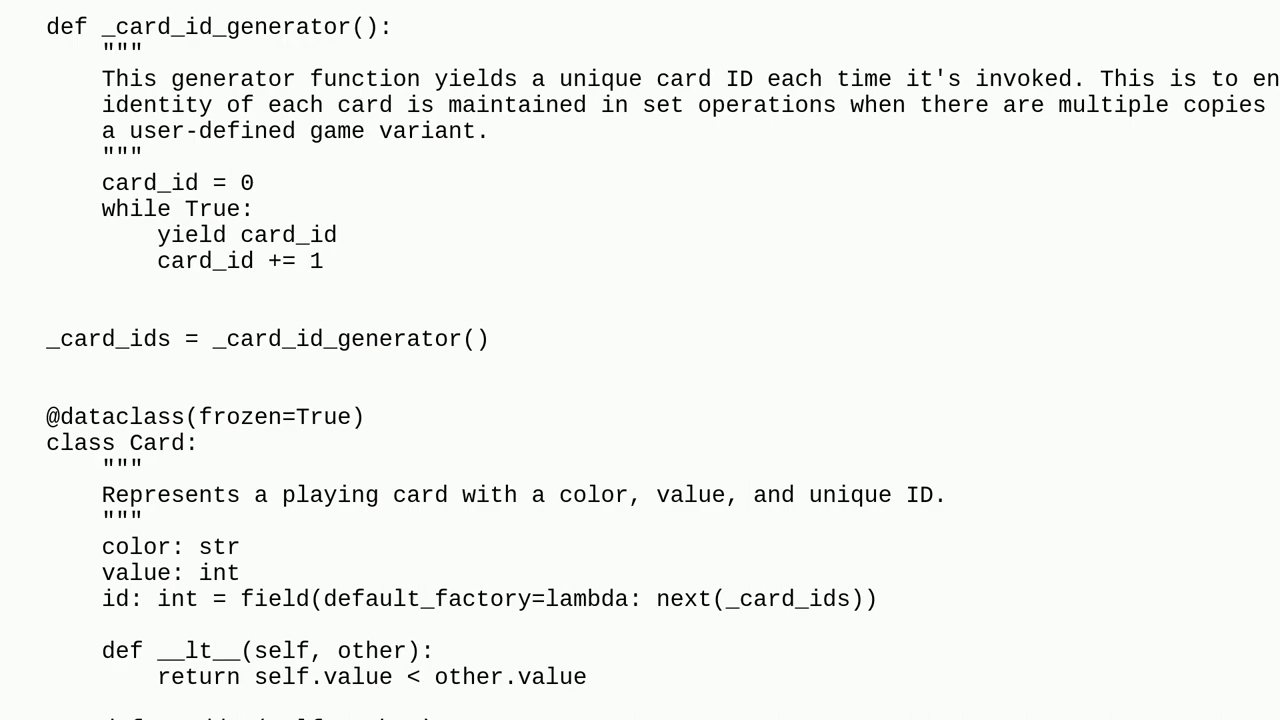 def _card_id_generator():
    """
    This generator function yields a unique card ID each time it's invoked. This is to
    identity of each card is maintained in set operations when there are multiple copies
    a user-defined game variant.
    """
    card_id = 0
    while True:
        yield card_id
        card_id += 1
_card_ids = _card_id_generator()
@dataclass(frozen=True)
class Card:
    """
    Represents a playing card with a color, value, and unique ID.
    """
    color: str
    value: int
    id: int = field(default_factory=lambda: next(_card_ids))
    def __lt__(self, other):
        return self.value < other.value